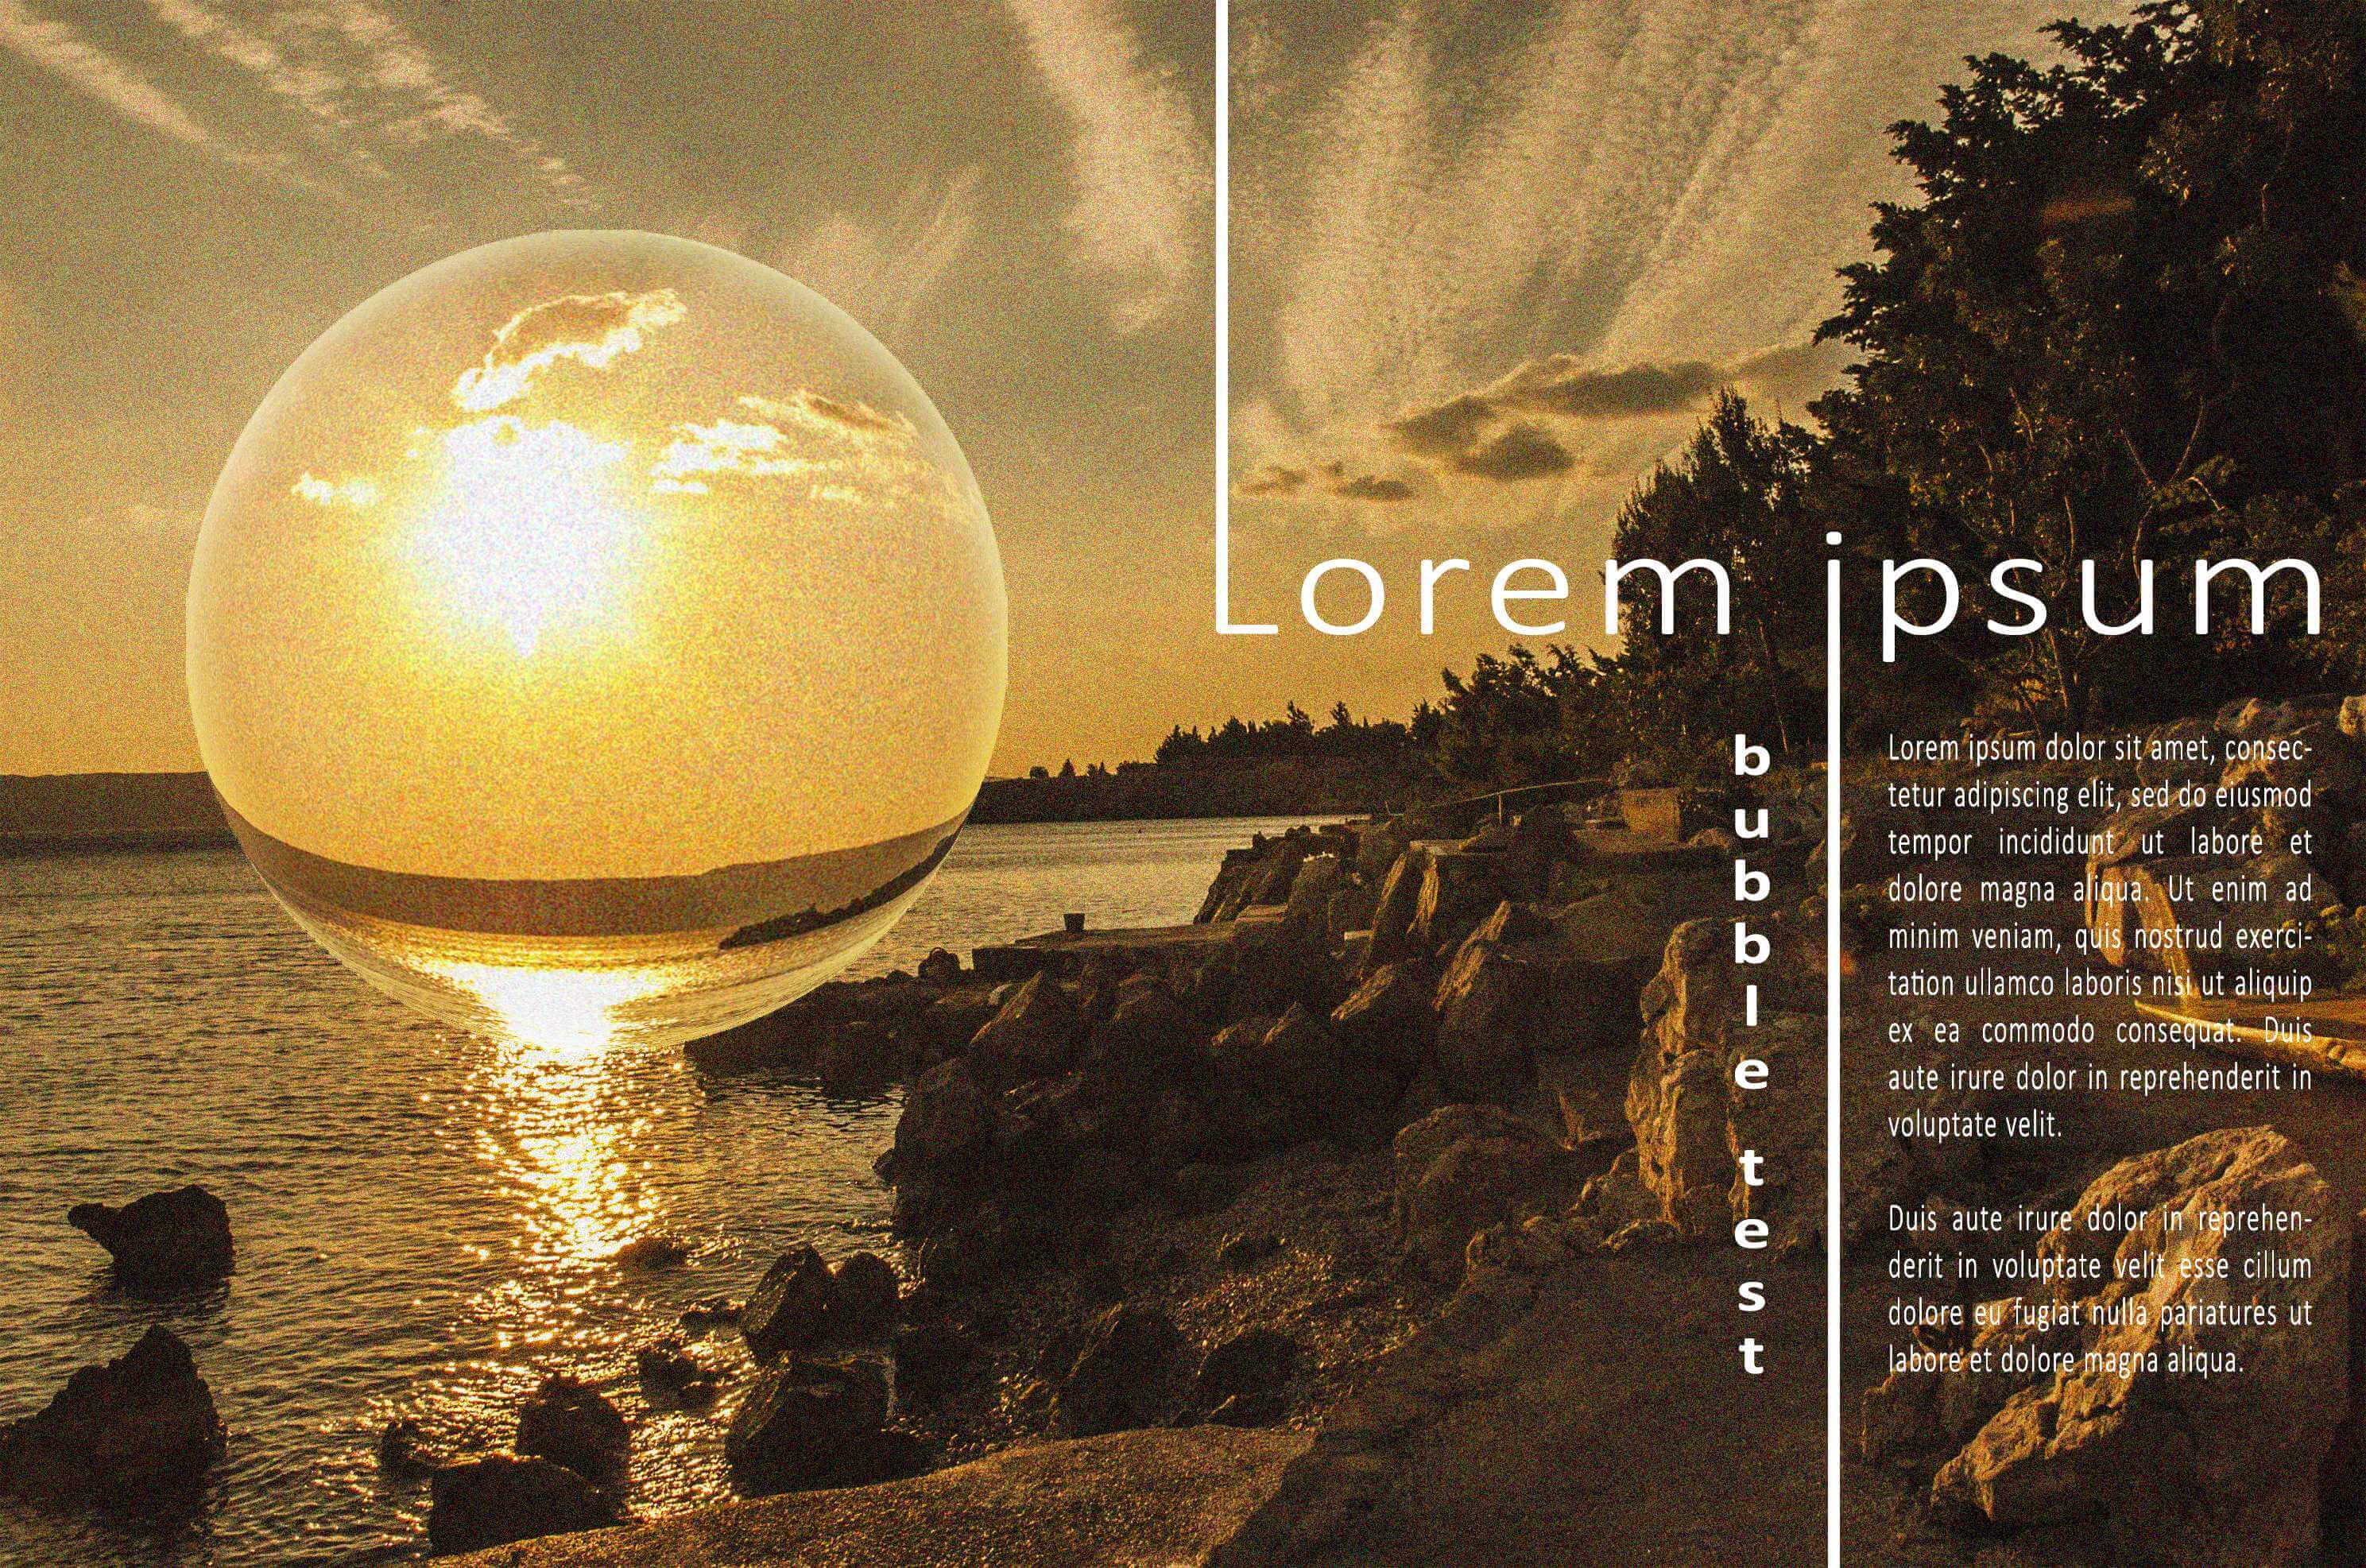 Lorem ipsum
bubble test
Lorem ipsum dolor sit amet, consec-
tetur adipiscing elit, sed do eiusmod
tempor incididunt ut labore et
dolore magna aliqua. Ut enim ad
minim veniam, quis nostrud exerci-
tation ullamco laboris nisi ut aliquip
ex ea commodo consequat. Duis
aute irure dolor in reprehenderit in
voluptate velit.
Duis aute irure dolor in reprehen-
derit in voluptate velit esse cillum
dolore eu fugiat nulla pariatures ut
labore et dolore magna aliqua.